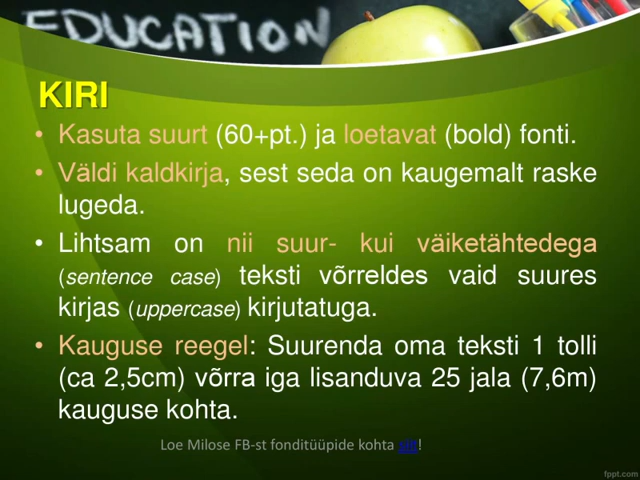 EDUCATION
KIRI
• Kasuta suurt (60+pt.) ja loetavat (bold) fonti.
• Väldi kaldkirja, sest seda on kaugemalt raske
lugeda.
• Lihtsam on nii suur- kui väiketähtedega
(sentence case) teksti võrreldes vaid suures
kirjas (uppercase) kirjutatuga.
• Kauguse reegel: Suurenda oma teksti 1 tolli
(ca 2,5cm) võrra iga lisanduva 25 jala (7,6m)
kauguse kohta.
Loe Milose FB-st fonditüüpide kohta siit!
fppt.com